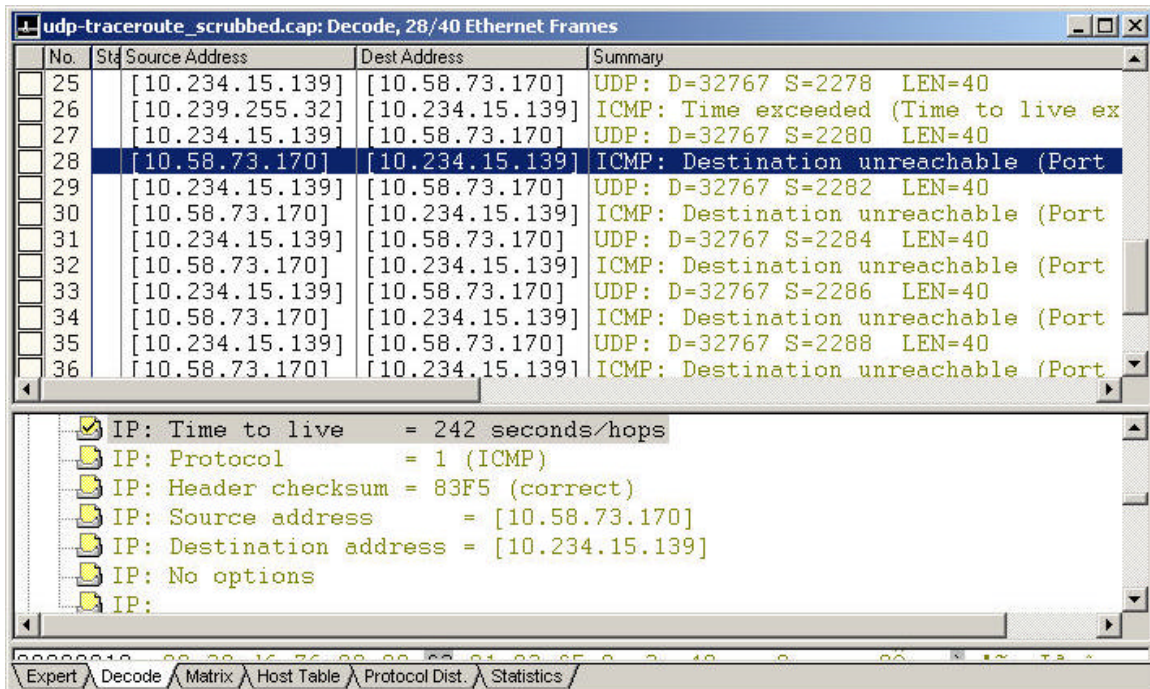 udp-traceroute_scrubbed.cap: Decode, 28/40 Ethernet Frames
No. Sta Source Address Dest Address Summary
25 [10.234.15.139] [10.58.73.170] UDP: D=32767 S=2278 LEN=40
26 [10.239.255.32] [10.234.15.139] ICMP: Time exceeded (Time to live ex
27 [10.234.15.139] [10.58.73.170] UDP: D=32767 S=2280 LEN=40
28 [10.58.73.170] [10.234.15.139] ICMP: Destination unreachable (Port
29 [10.234.15.139] [10.58.73.170] UDP: D=32767 S=2282 LEN=40
30 [10.58.73.170] [10.234.15.139] ICMP: Destination unreachable (Port
31 [10.234.15.139] [10.58.73.170] UDP: D=32767 S=2284 LEN=40
32 [10.58.73.170] [10.234.15.139] ICMP: Destination unreachable (Port
33 [10.234.15.139] [10.58.73.170] UDP: D=32767 S=2286 LEN=40
34 [10.58.73.170] [10.234.15.139] ICMP: Destination unreachable (Port
35 [10.234.15.139] [10.58.73.170] UDP: D=32767 S=2288 LEN=40
36 [10.58.73.170] [10.234.15.139] ICMP: Destination unreachable (Port
IP: Time to live = 242 seconds/hops
IP: Protocol = 1 (ICMP)
IP: Header checksum = 83F5 (correct)
IP: Source address = [10.58.73.170]
IP: Destination address = [10.234.15.139]
IP: No options
IP:
Expert Decode Matrix Host Table Protocol Dist. Statistics